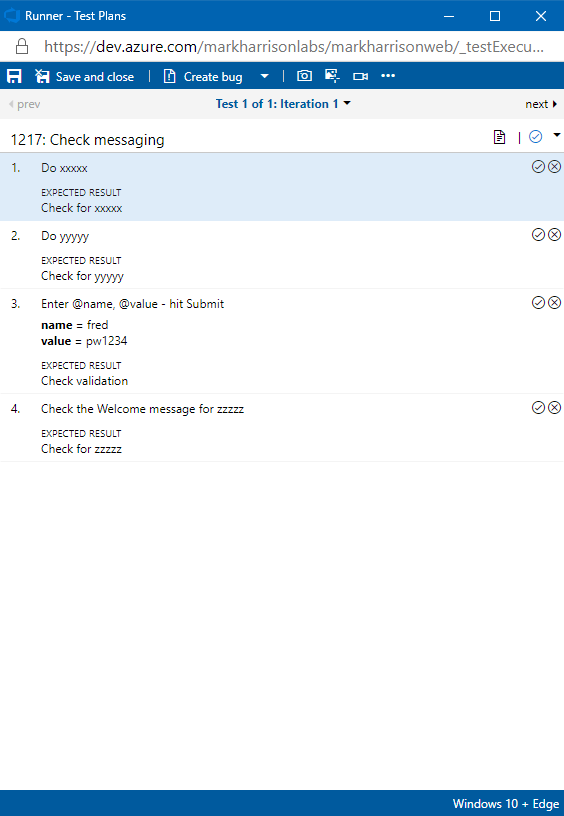 Runner - Test Plans
https://dev.azure.com/markharrisonlabs/markharrisonweb/_testExecu...
Save and close | Create bug |
prev Test 1 of 1: Iteration 1 next
1217: Check messaging
1. Do xxxxx
EXPECTED RESULT
Check for xxxxx
2. Do yyyyy
EXPECTED RESULT
Check for yyyyy
3. Enter @name, @value - hit Submit
name = fred
value = pw1234
EXPECTED RESULT
Check validation
4. Check the Welcome message for zzzzz
EXPECTED RESULT
Check for zzzzz
Windows 10 + Edge